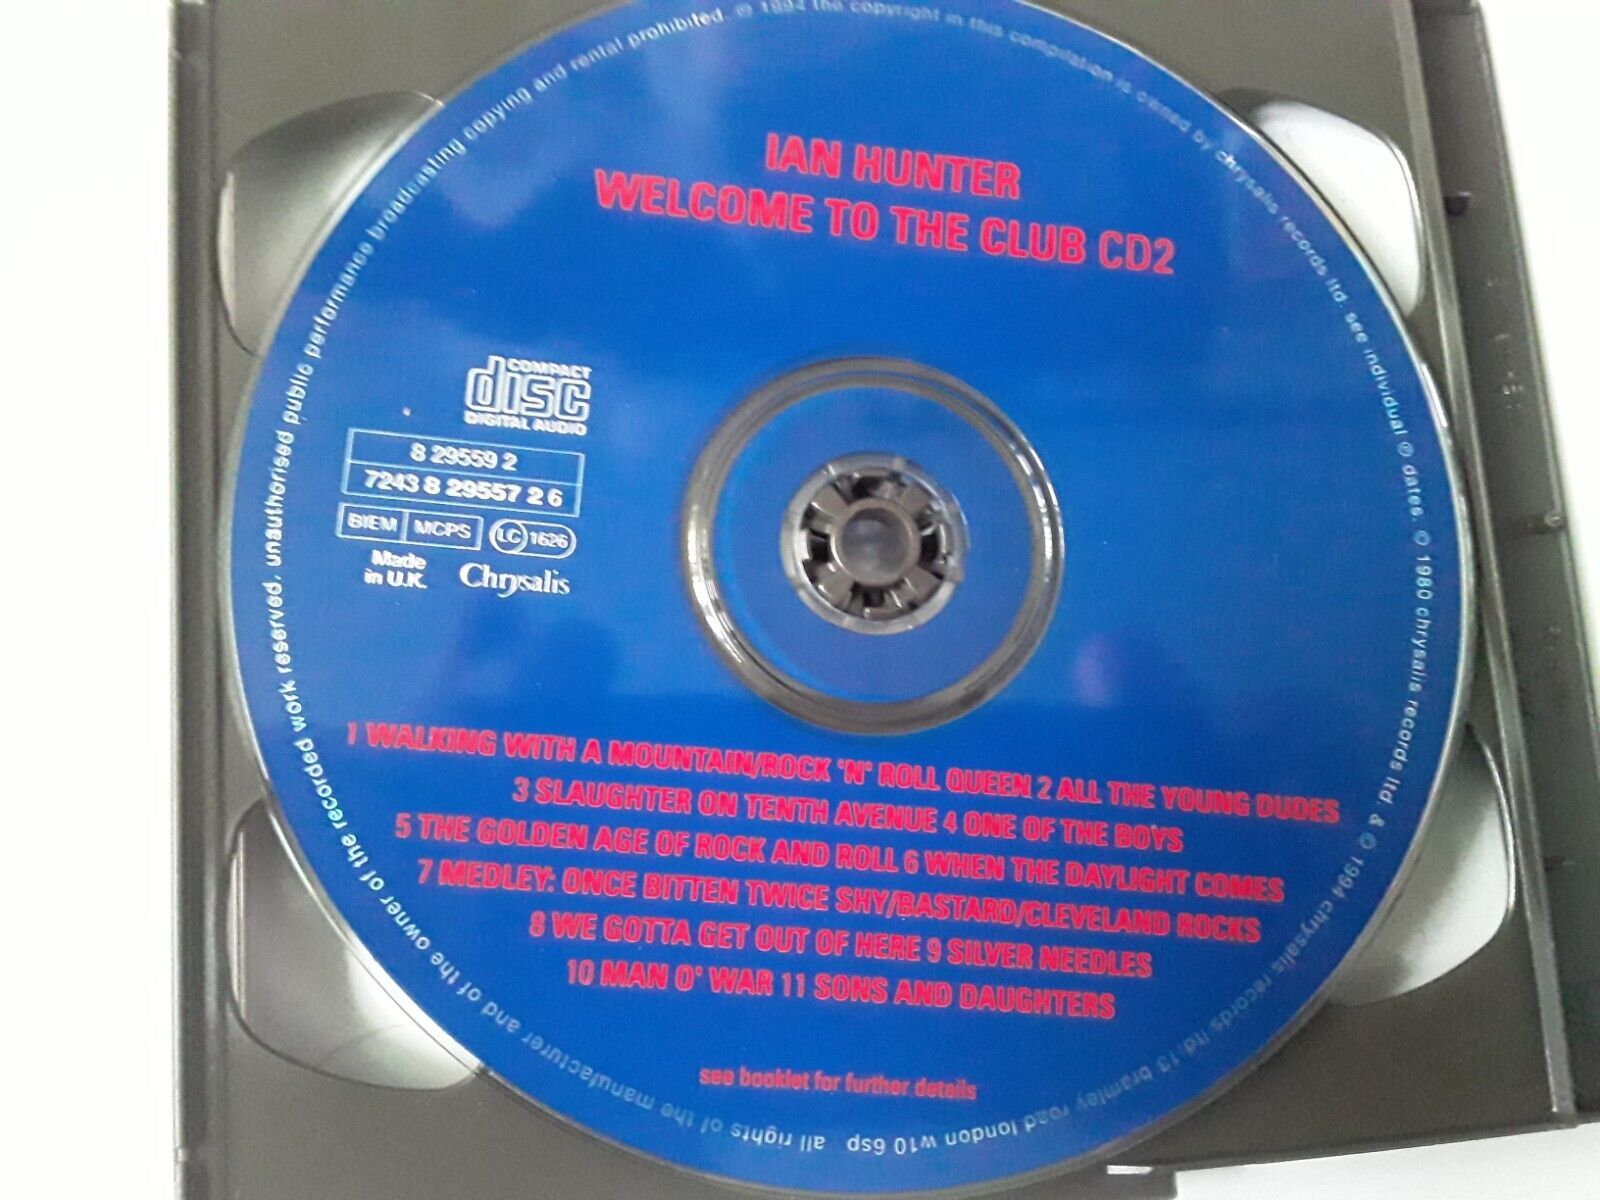 IAN HUNTER
WELCOME TO THE CLUB CD2
COMPACT
disc
DIGITAL AUDIO
8 29559 2
7243 8 29557 2 6
BIEM MCPS LC 1626
Made
in U.K.
Chrysalis
1 WALKING WITH A MOUNTAIN/ROCK 'N' ROLL QUEEN 2 ALL THE YOUNG DUDES
3 SLAUGHTER ON TENTH AVENUE 4 ONE OF THE BOYS
5 THE GOLDEN AGE OF ROCK AND ROLL 6 WHEN THE DAYLIGHT COMES
7 MEDLEY: ONCE BITTEN TWICE SHY/BASTARD/CLEVELAND ROCKS
8 WE GOTTA GET OUT OF HERE 9 SILVER NEEDLES
10 MAN O' WAR 11 SONS AND DAUGHTERS
see booklet for further details
all rights of the manufacturer and of the owner of the recorded work reserved. unauthorised public performance broadcasting copying and rental prohibited. ℗ 1994 the copyright in this compilation is owned by chrysalis records ltd. see individual ℗ dates. ℗ 1980 chrysalis records ltd. & © 1994 chrysalis records ltd. 13 bramley road london w10 6sp